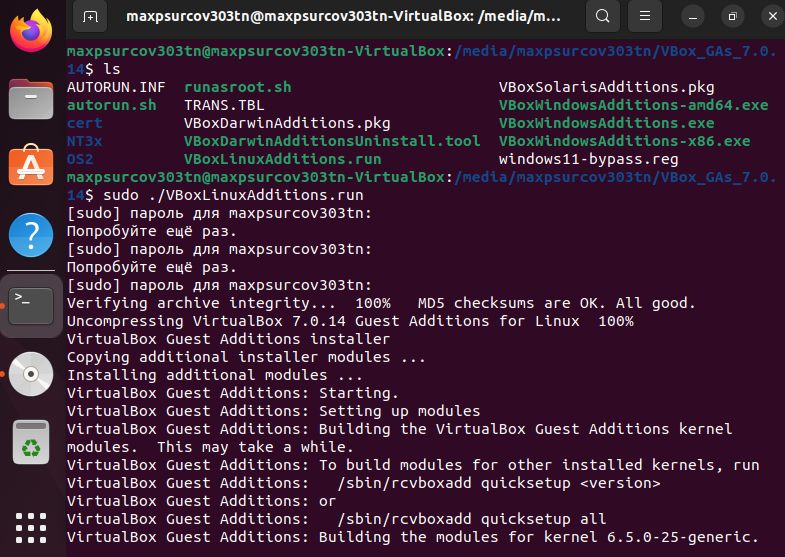 maxpsurcov303tn@maxpsurcov303tn-VirtualBox: /media/m...
maxpsurcov303tn@maxpsurcov303tn-VirtualBox:/media/maxpsurcov303tn/VBox_GAs_7.0.
14$ ls
AUTORUN.INF runasroot.sh VBoxSolarisAdditions.pkg
autorun.sh TRANS.TBL VBoxWindowsAdditions-amd64.exe
cert VBoxDarwinAdditions.pkg VBoxWindowsAdditions.exe
NT3x VBoxDarwinAdditionsUninstall.tool VBoxWindowsAdditions-x86.exe
OS2 VBoxLinuxAdditions.run windows11-bypass.reg
maxpsurcov303tn@maxpsurcov303tn-VirtualBox:/media/maxpsurcov303tn/VBox_GAs_7.0.
14$ sudo ./VBoxLinuxAdditions.run
[sudo] пароль для maxpsurcov303tn:
Попробуйте ещё раз.
[sudo] пароль для maxpsurcov303tn:
Попробуйте ещё раз.
[sudo] пароль для maxpsurcov303tn:
Verifying archive integrity...  100%   MD5 checksums are OK. All good.
Uncompressing VirtualBox 7.0.14 Guest Additions for Linux  100%
VirtualBox Guest Additions installer
Copying additional installer modules ...
Installing additional modules ...
VirtualBox Guest Additions: Starting.
VirtualBox Guest Additions: Setting up modules
VirtualBox Guest Additions: Building the VirtualBox Guest Additions kernel
modules.  This may take a while.
VirtualBox Guest Additions: To build modules for other installed kernels, run
VirtualBox Guest Additions:   /sbin/rcvboxadd quicksetup <version>
VirtualBox Guest Additions: or
VirtualBox Guest Additions:   /sbin/rcvboxadd quicksetup all
VirtualBox Guest Additions: Building the modules for kernel 6.5.0-25-generic.